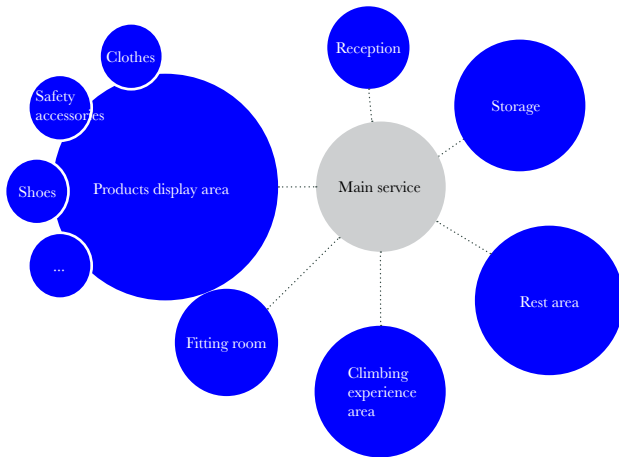 Clothes
Reception
Safety
accessories
Storage
Shoes
Products display area
Main service
...
Rest area
Fitting room
Climbing
experience
area